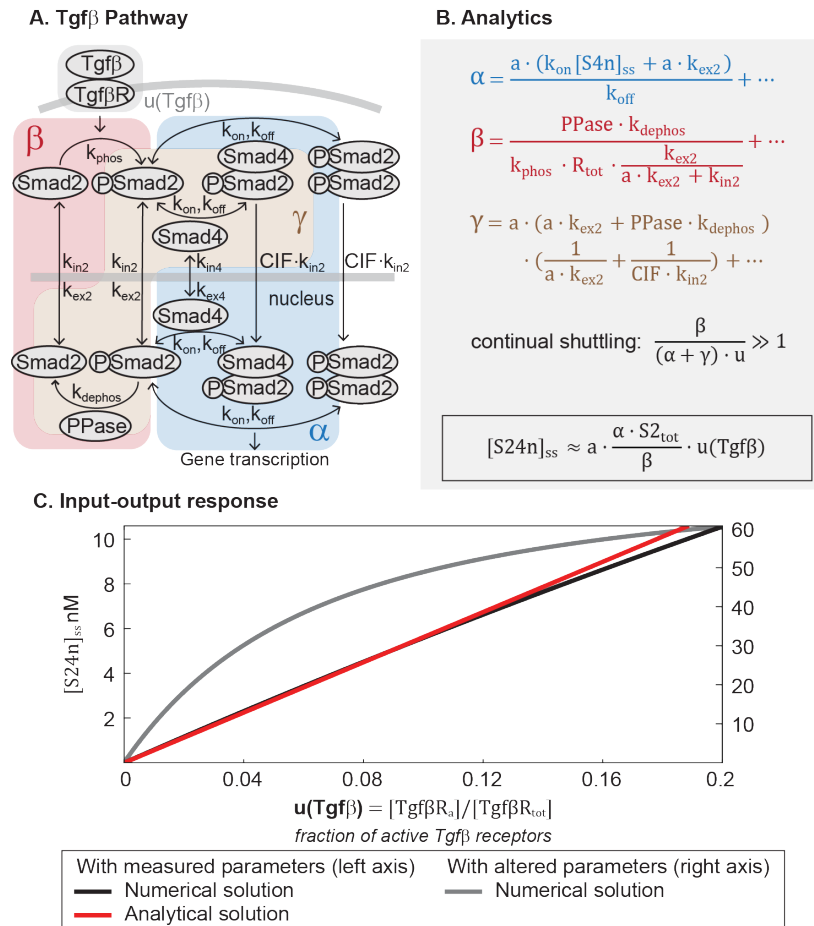 A. Tgfβ Pathway
Tgfβ
TgfβR
u(Tgfβ)
β
k_phos
k_on,k_off
Smad4
P Smad2
P Smad2
Smad2
P Smad2
P Smad2
P Smad2
k_on,k_off
γ
Smad4
k_in2
k_in2
k_in4
CIF·k_in2
CIF·k_in2
k_ex2
k_ex2
k_ex4
nucleus
Smad4
k_on,k_off
Smad2
P Smad2
Smad4
P Smad2
P Smad2
P Smad2
k_dephos
PPase
k_on,k_off
α
Gene transcription
B. Analytics
α = a · (k_on [S4n]_ss + a · k_ex2) / k_off + ⋯
β = PPase · k_dephos / (k_phos · R_tot · k_ex2 / (a · k_ex2 + k_in2)) + ⋯
γ = a · (a · k_ex2 + PPase · k_dephos )
· ( 1 / (a · k_ex2) + 1 / (CIF · k_in2) ) + ⋯
continual shuttling: β / ((α + γ) · u) ≫ 1
[S24n]_ss ≈ a · (α · S2_tot / β) · u(Tgfβ)
C. Input-output response
[S24n]_ss nM
10
8
6
4
2
60
50
40
30
20
10
0
0.04
0.08
0.12
0.16
0.2
u(Tgfβ) = [TgfβR_a]/[TgfβR_tot]
fraction of active Tgfβ receptors
With measured parameters (left axis)
Numerical solution
Analytical solution
With altered parameters (right axis)
Numerical solution